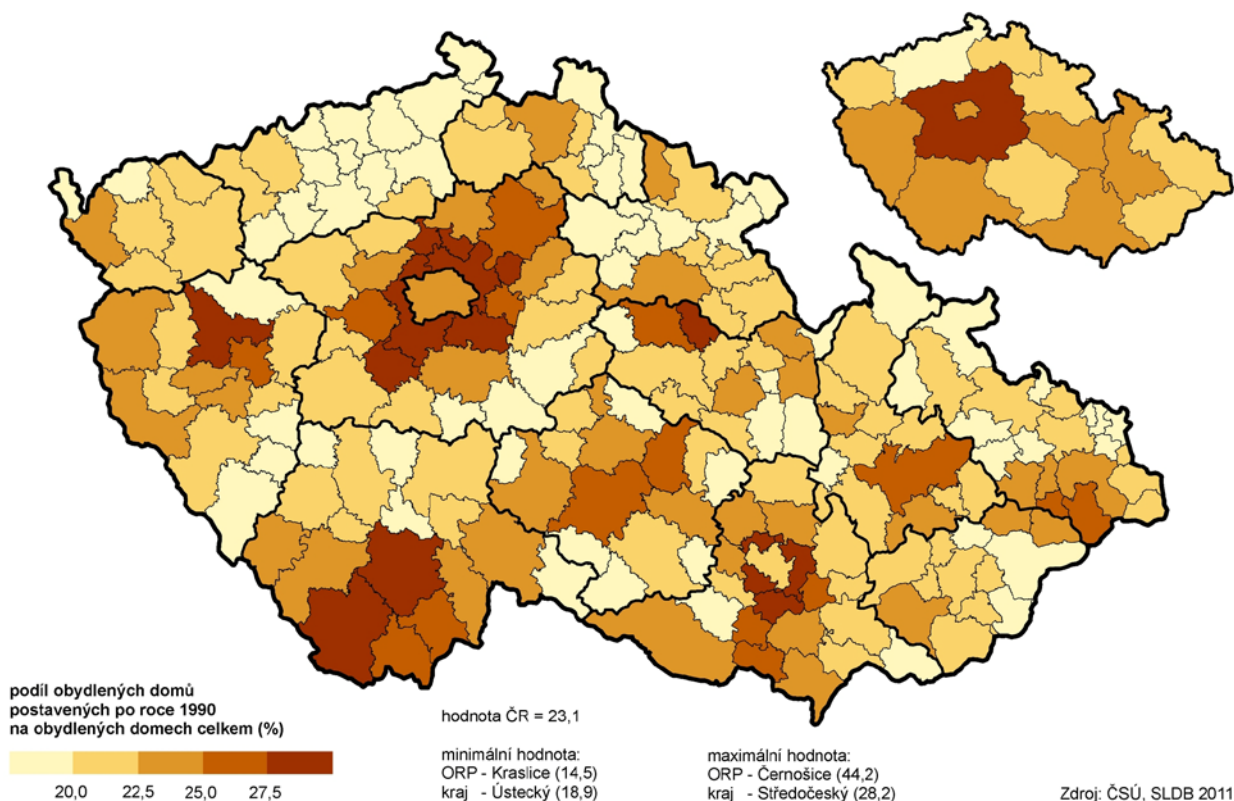 podíl obydlených domů
postavených po roce 1990
na obydlených domech celkem (%)
20,0 22,5 25,0 27,5
hodnota ČR = 23,1
minimální hodnota:
ORP - Kraslice (14,5)
kraj - Ústecký (18,9)
maximální hodnota:
ORP - Černošice (44,2)
kraj - Středočeský (28,2)
Zdroj: ČSÚ, SLDB 2011